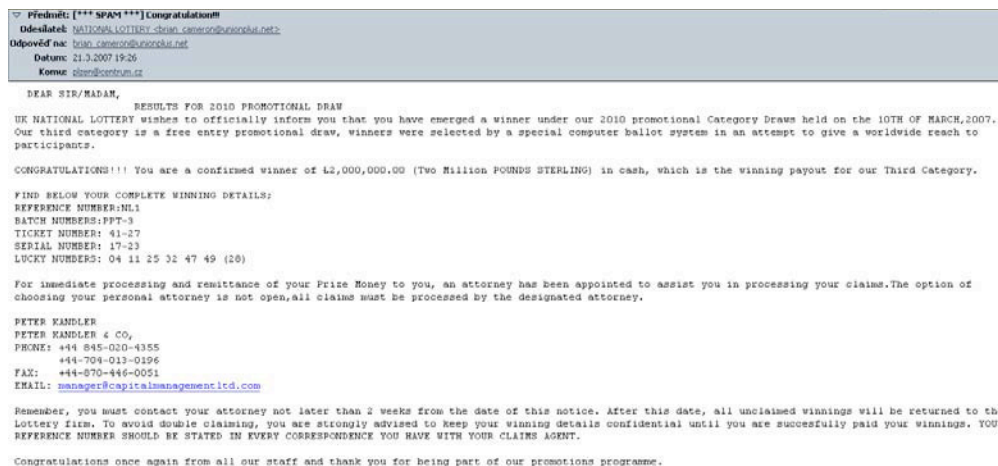 Předmět: [*** SPAM ***] Congratulation!!!
Odesílatel: NATIONAL LOTTERY <brian_cameron@unionplus.net>
Odpověď na: brian_cameron@unionplus.net
Datum: 21.3.2007 19:26
Komu: plzen@centrum.cz
DEAR SIR/MADAM,
RESULTS FOR 2010 PROMOTIONAL DRAW
UK NATIONAL LOTTERY wishes to officially inform you that you have emerged a winner under our 2010 promotional Category Draws held on the 10TH OF MARCH,2007.
Our third category is a free entry promotional draw, winners were selected by a special computer ballot system in an attempt to give a worldwide reach to
participants.
CONGRATULATIONS!!! You are a confirmed winner of £2,000,000.00 (Two Million POUNDS STERLING) in cash, which is the winning payout for our Third Category.
FIND BELOW YOUR COMPLETE WINNING DETAILS;
REFERENCE NUMBER:NL1
BATCH NUMBERS:PPT-3
TICKET NUMBER: 41-27
SERIAL NUMBER: 17-23
LUCKY NUMBERS: 04 11 25 32 47 49 (28)
For immediate processing and remittance of your Prize Money to you, an attorney has been appointed to assist you in processing your claims.The option of
choosing your personal attorney is not open,all claims must be processed by the designated attorney.
PETER KANDLER
PETER KANDLER & CO,
PHONE: +44 845-020-4355
+44-704-013-0196
FAX: +44-870-446-0051
EMAIL: manager@capitalmanagementltd.com
Remember, you must contact your attorney not later than 2 weeks from the date of this notice. After this date, all unclaimed winnings will be returned to th
Lottery firm. To avoid double claiming, you are strongly advised to keep your winning details confidential until you are succesfully paid your winnings. YOU
REFERENCE NUMBER SHOULD BE STATED IN EVERY CORRESPONDENCE YOU HAVE WITH YOUR CLAIMS AGENT.
Congratulations once again from all our staff and thank you for being part of our promotions programme.